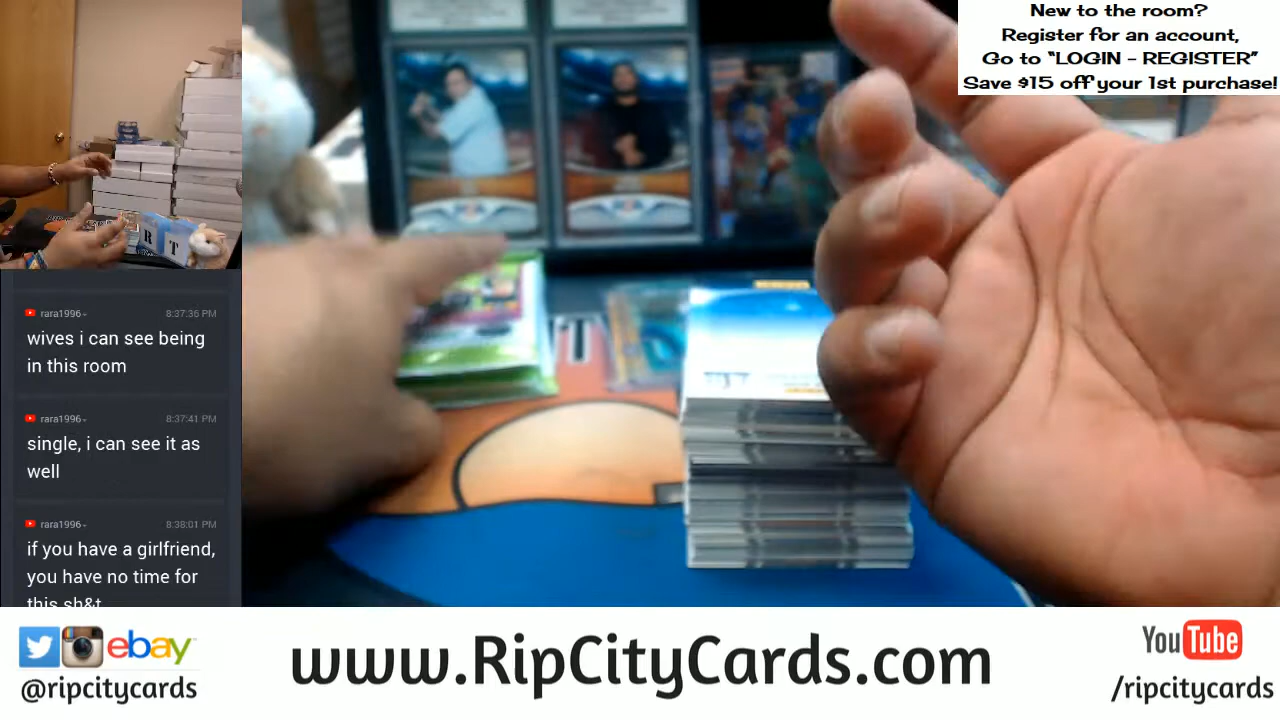 New to the room?
Register for an account,
Go to "LOGIN - REGISTER"
Save $15 off your 1st purchase!
rara1996
8:37:36 PM
wives i can see being
in this room
rara1996
8:37:41 PM
single, i can see it as
well
rara1996
8:38:01 PM
if you have a girlfriend,
you have no time for
this sh&t
R T
ebay
@ripcitycards
www.RipCityCards.com
YouTube
/ripcitycards